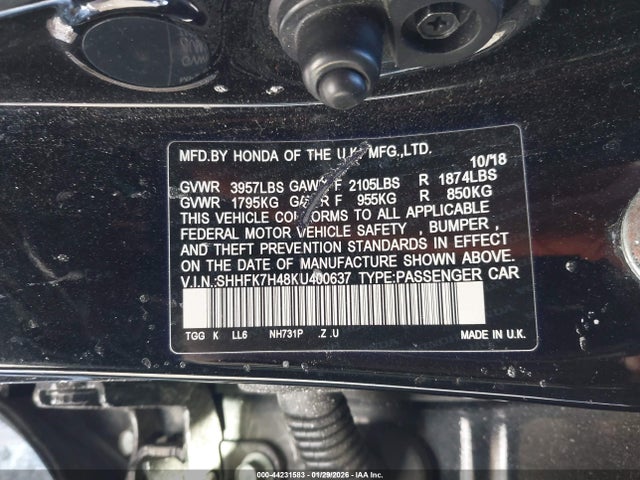 MFD.BY HONDA OF THE U.K. MFG.,LTD.
10/18
GVWR 3957LBS GAWR F 2105LBS R 1874LBS
GVWR 1795KG GAWR F 955KG R 850KG
THIS VEHICLE CONFORMS TO ALL APPLICABLE
FEDERAL MOTOR VEHICLE SAFETY , BUMPER ,
AND THEFT PREVENTION STANDARDS IN EFFECT
ON THE DATE OF MANUFACTURE SHOWN ABOVE.
V.I.N.:SHHFK7H48KU400637 TYPE:PASSENGER CAR
TGG K LL6 NH731P .Z .U
MADE IN U.K.
000-44231583 - 01/29/2026 - IAA Inc.